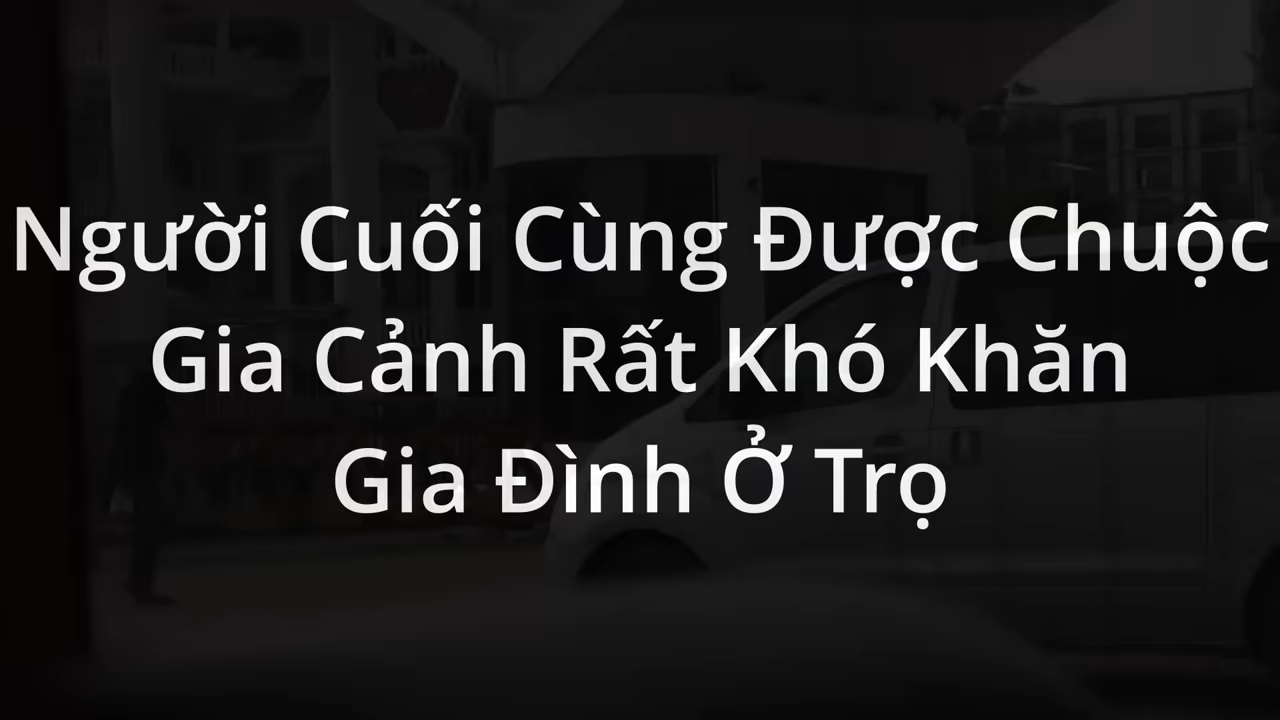 Người Cuối Cùng Được Chuộc
Gia Cảnh Rất Khó Khăn
Gia Đình Ở Trọ